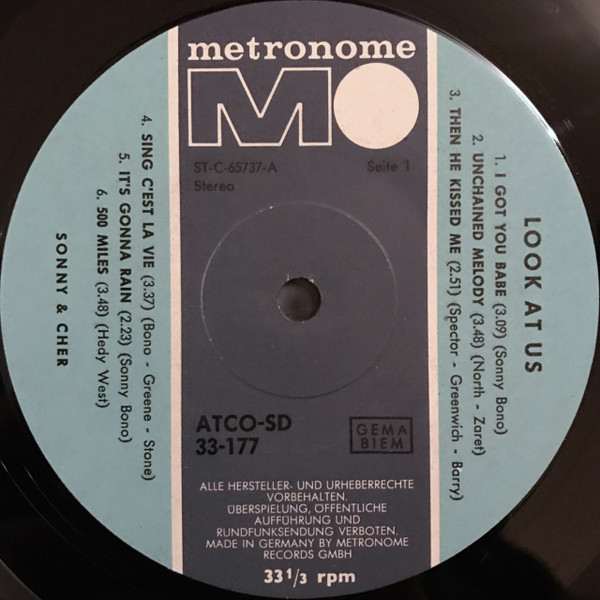 metronome
MO
ST-C-65737-A
Seite 1
Stereo
LOOK AT US
1. I GOT YOU BABE (3.09) (Sonny Bono)
2. UNCHAINED MELODY (3.48) (North - Zaret)
3. THEN HE KISSED ME (2.51) (Spector - Greenwich - Barry)
4. SING C'EST LA VIE (3.37) (Bono - Greene - Stone)
5. IT'S GONNA RAIN (2.23) (Sonny Bono)
6. 500 MILES (3.48) (Hedy West)
SONNY & CHER
ATCO-SD
33-177
GEMA
BIEM
ALLE HERSTELLER- UND URHEBERRECHTE
VORBEHALTEN.
ÜBERSPIELUNG, ÖFFENTLICHE
AUFFÜHRUNG UND
RUNDFUNKSENDUNG VERBOTEN.
MADE IN GERMANY BY METRONOME
RECORDS GMBH
33 1/3 rpm